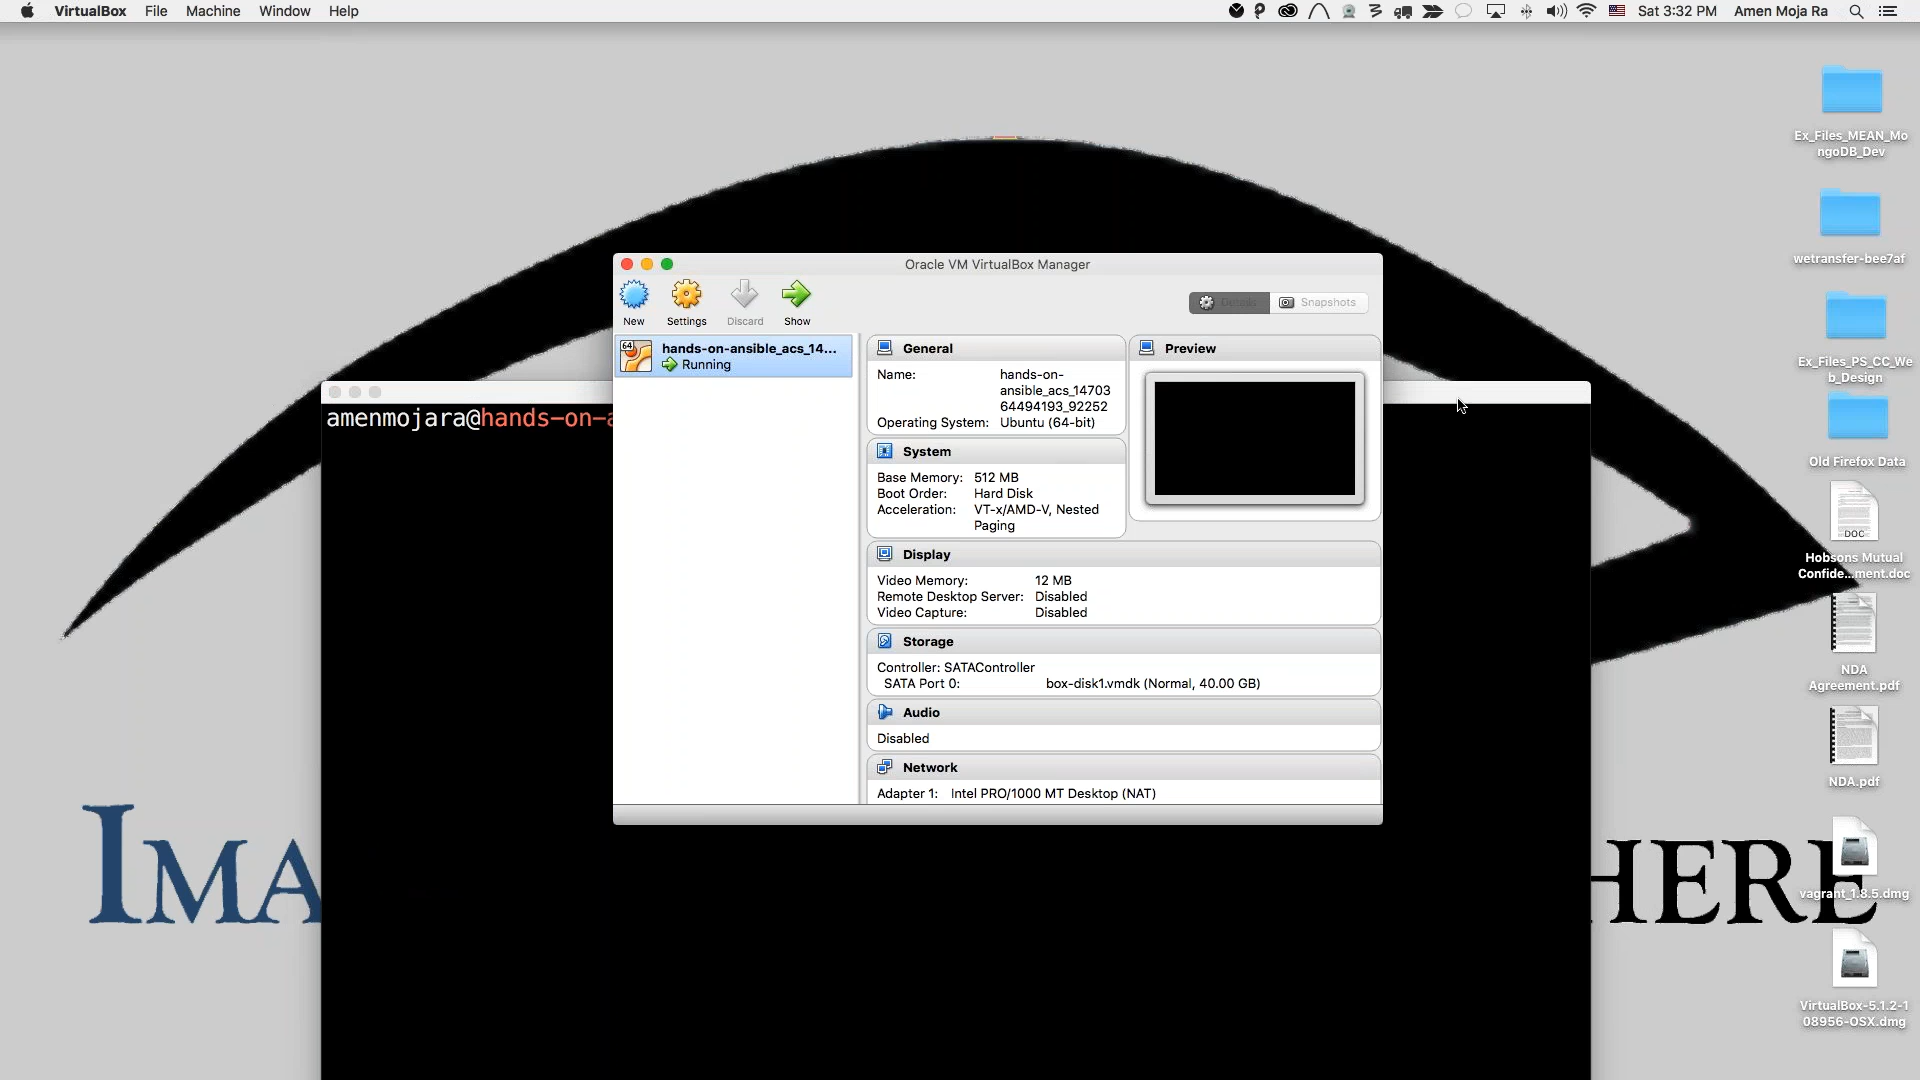 VirtualBox File Machine Window Help
Sat 3:32 PM Amen Moja Ra
Ex_Files_MEAN_Mo
ngoDB_Dev
wetransfer-bee7af
Ex_Files_PS_CC_We
b_Design
Old Firefox Data
DOC
Hobsons Mutual
Confide...ment.doc
NDA
Agreement.pdf
NDA.pdf
vagrant_1.8.5.dmg
VirtualBox-5.1.2-1
08956-OSX.dmg
Oracle VM VirtualBox Manager
New Settings Discard Show
Details Snapshots
64
hands-on-ansible_acs_14...
Running
General
Name: hands-on-
ansible_acs_14703
64494193_92252
Operating System: Ubuntu (64-bit)
Preview
System
Base Memory: 512 MB
Boot Order: Hard Disk
Acceleration: VT-x/AMD-V, Nested
Paging
Display
Video Memory: 12 MB
Remote Desktop Server: Disabled
Video Capture: Disabled
Storage
Controller: SATAController
SATA Port 0: box-disk1.vmdk (Normal, 40.00 GB)
Audio
Disabled
Network
Adapter 1: Intel PRO/1000 MT Desktop (NAT)
amenmojara@hands-on-a
IMA
HERE